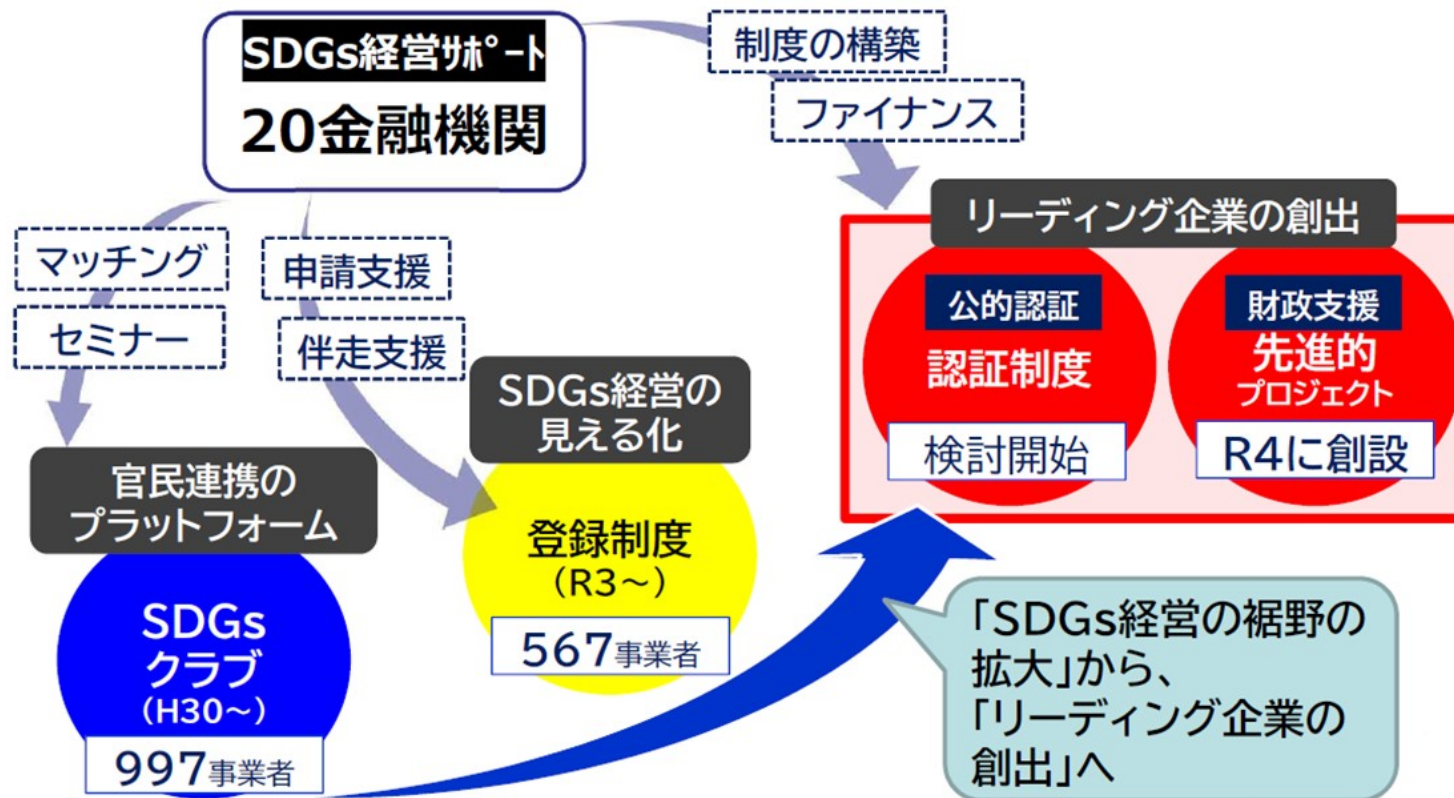 SDGs経営ｻﾎﾟｰﾄ
20金融機関
制度の構築
ファイナンス
マッチング
セミナー
申請支援
伴走支援
リーディング企業の創出
公的認証
認証制度
検討開始
財政支援
先進的
プロジェクト
R4に創設
SDGs経営の
見える化
登録制度
（R3～）
567事業者
官民連携の
プラットフォーム
SDGs
クラブ
（H30～）
997事業者
「SDGs経営の裾野の
拡大」から、
「リーディング企業の
創出」へ